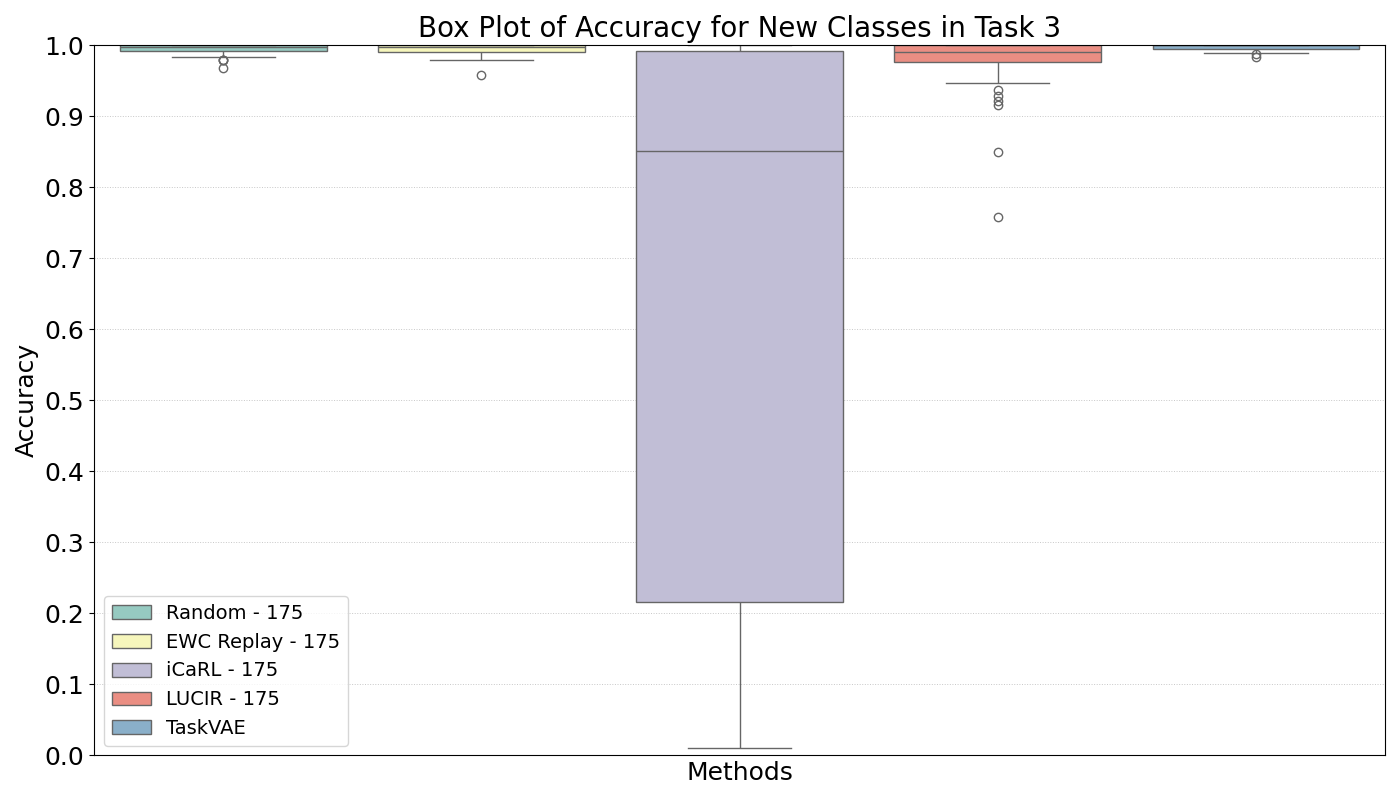 Box Plot of Accuracy for New Classes in Task 3
1.0
0.9
0.8
0.7
0.6
0.5
0.4
0.3
0.2
0.1
0.0
Accuracy
Random - 175
EWC Replay - 175
iCaRL - 175
LUCIR - 175
TaskVAE
Methods